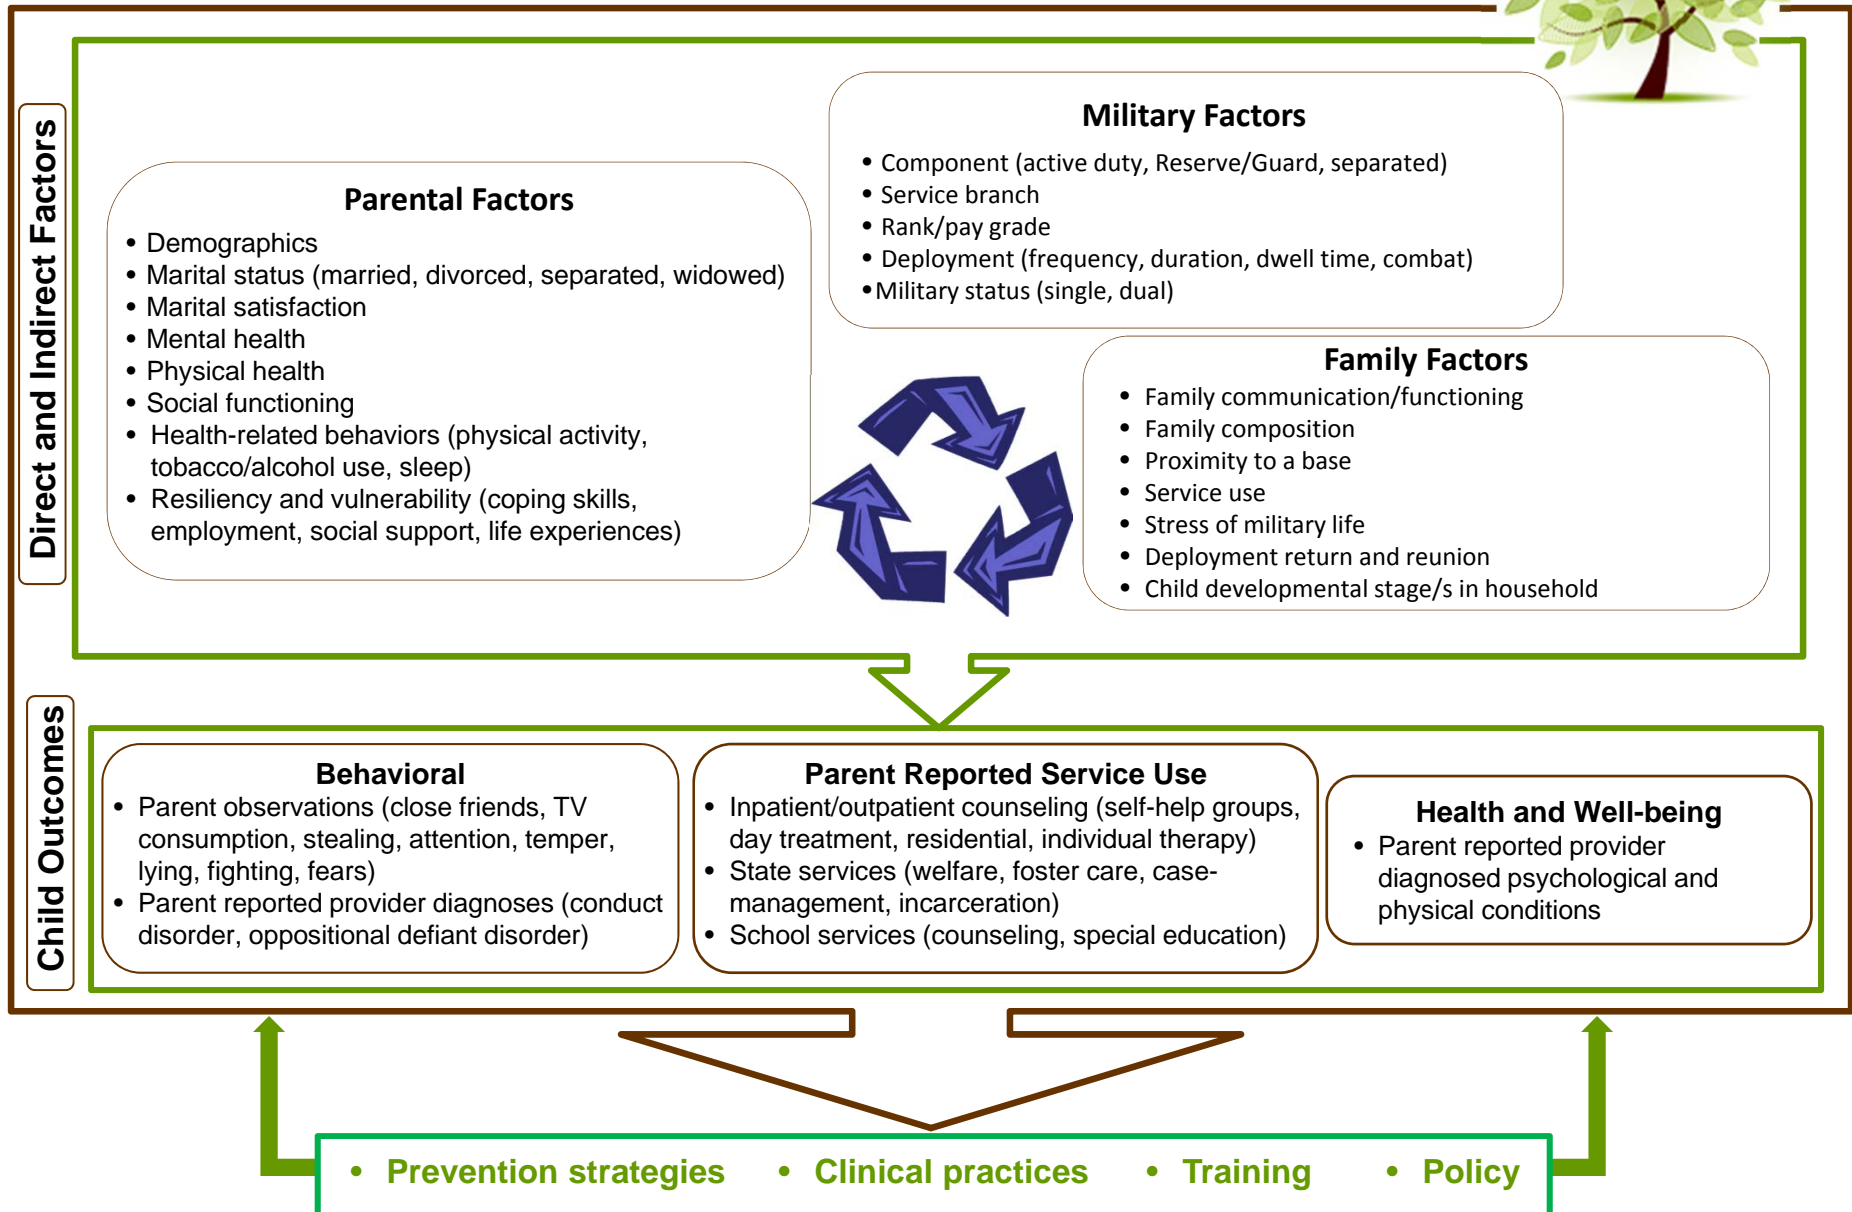 Direct and Indirect Factors
Parental Factors
• Demographics
• Marital status (married, divorced, separated, widowed)
• Marital satisfaction
• Mental health
• Physical health
• Social functioning
• Health-related behaviors (physical activity,
tobacco/alcohol use, sleep)
• Resiliency and vulnerability (coping skills,
employment, social support, life experiences)
Military Factors
• Component (active duty, Reserve/Guard, separated)
• Service branch
• Rank/pay grade
• Deployment (frequency, duration, dwell time, combat)
•Military status (single, dual)
Family Factors
• Family communication/functioning
• Family composition
• Proximity to a base
• Service use
• Stress of military life
• Deployment return and reunion
• Child developmental stage/s in household
Child Outcomes
Behavioral
• Parent observations (close friends, TV
consumption, stealing, attention, temper,
lying, fighting, fears)
• Parent reported provider diagnoses (conduct
disorder, oppositional defiant disorder)
Parent Reported Service Use
• Inpatient/outpatient counseling (self-help groups,
day treatment, residential, individual therapy)
• State services (welfare, foster care, case-
management, incarceration)
• School services (counseling, special education)
Health and Well-being
• Parent reported provider
diagnosed psychological and
physical conditions
• Prevention strategies • Clinical practices • Training • Policy